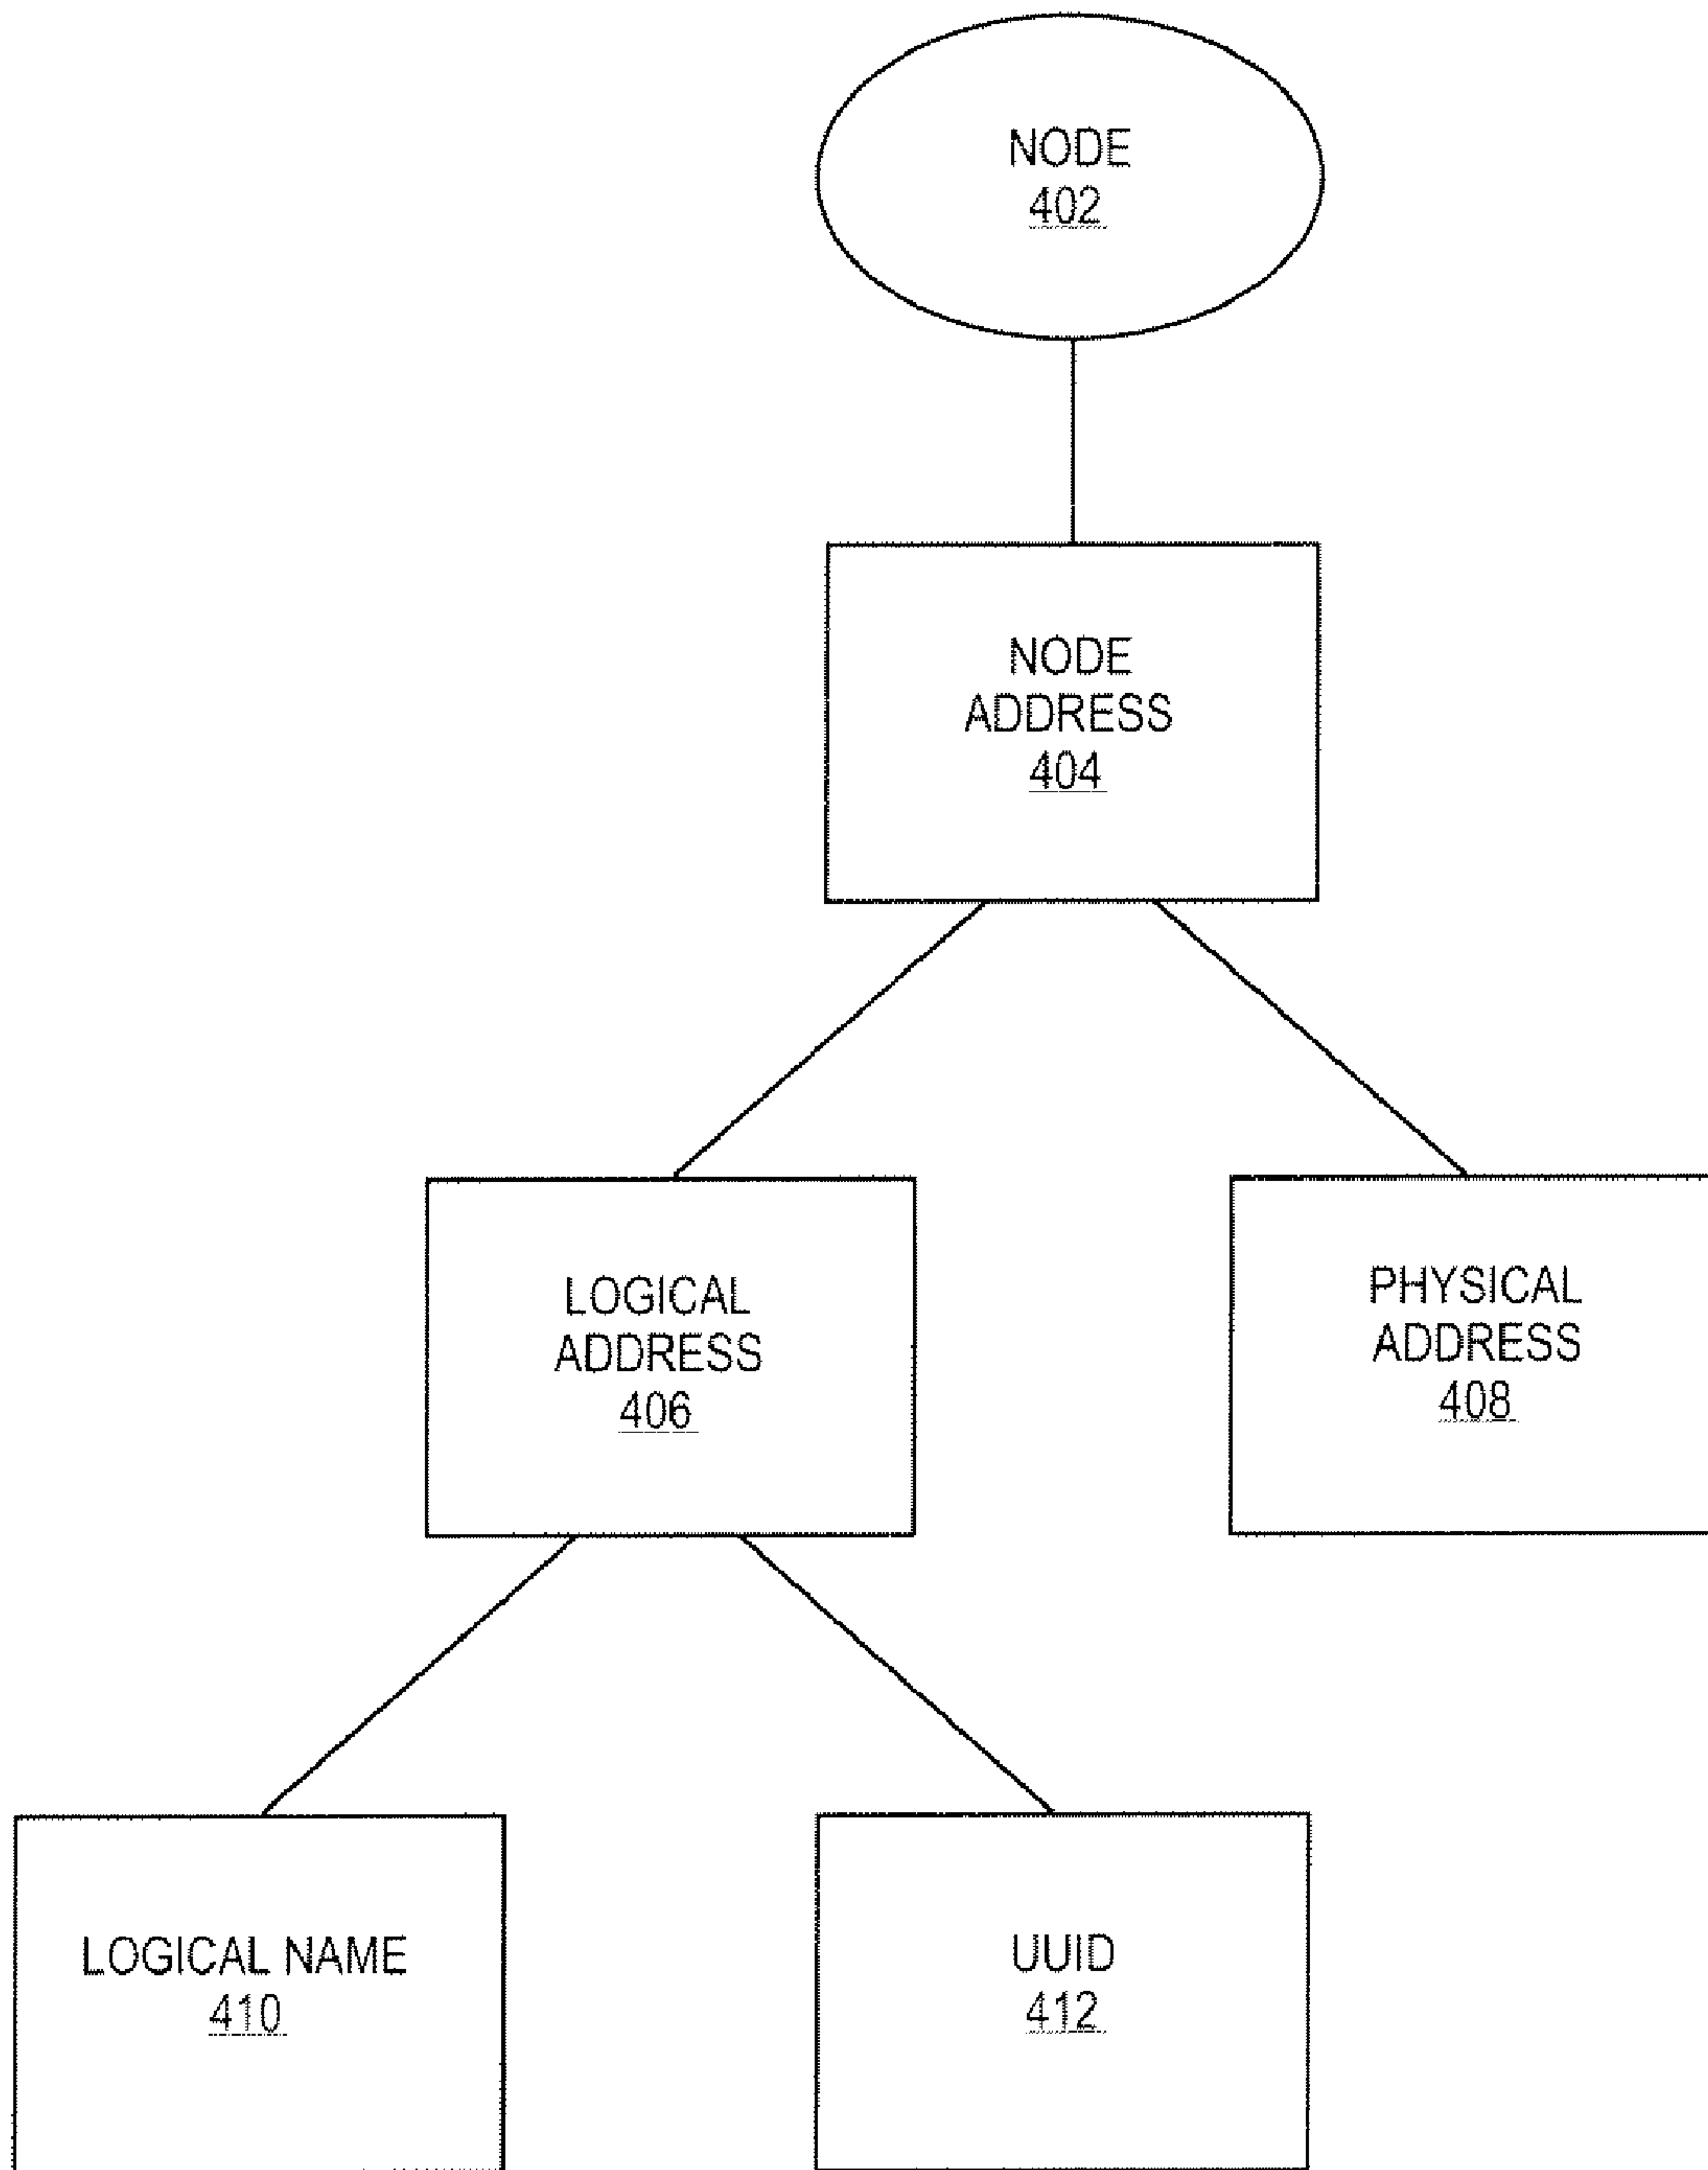 NODE
402
NODE
ADDRESS
404
LOGICAL
ADDRESS
406
PHYSICAL
ADDRESS
408
LOGICAL NAME
410
UUID
412